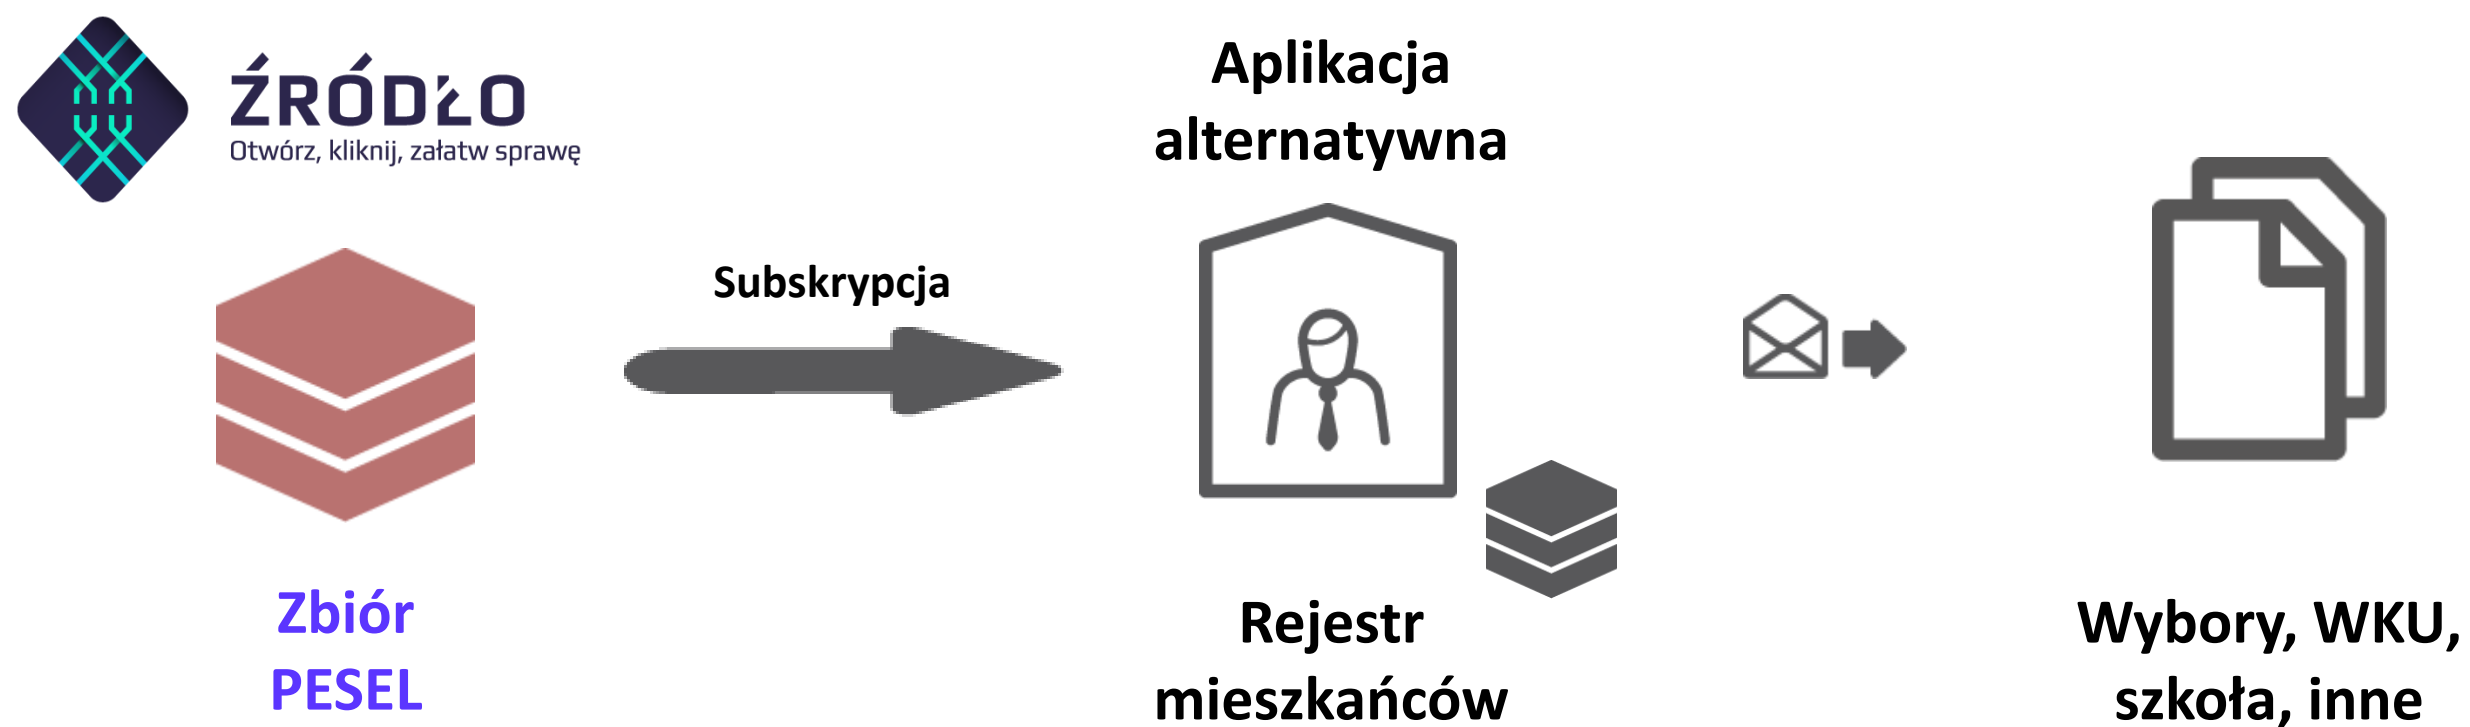 ŹRÓDŁO
Otwórz, kliknij, załatw sprawę
Aplikacja
alternatywna
Subskrypcja
Zbiór
PESEL
Rejestr
mieszkańców
Wybory, WKU,
szkoła, inne